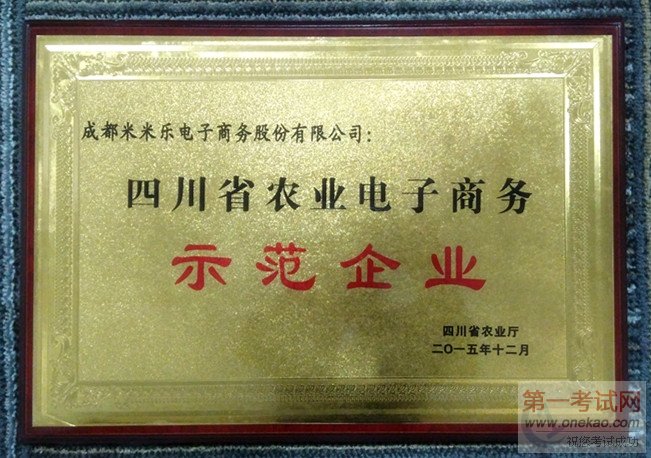 成都米米乐电子商务股份有限公司：
四川省农业电子商务
示范企业
四川省农业厅
二〇一五年十二月
第一考试网
www.onekao.com
祝您考试成功